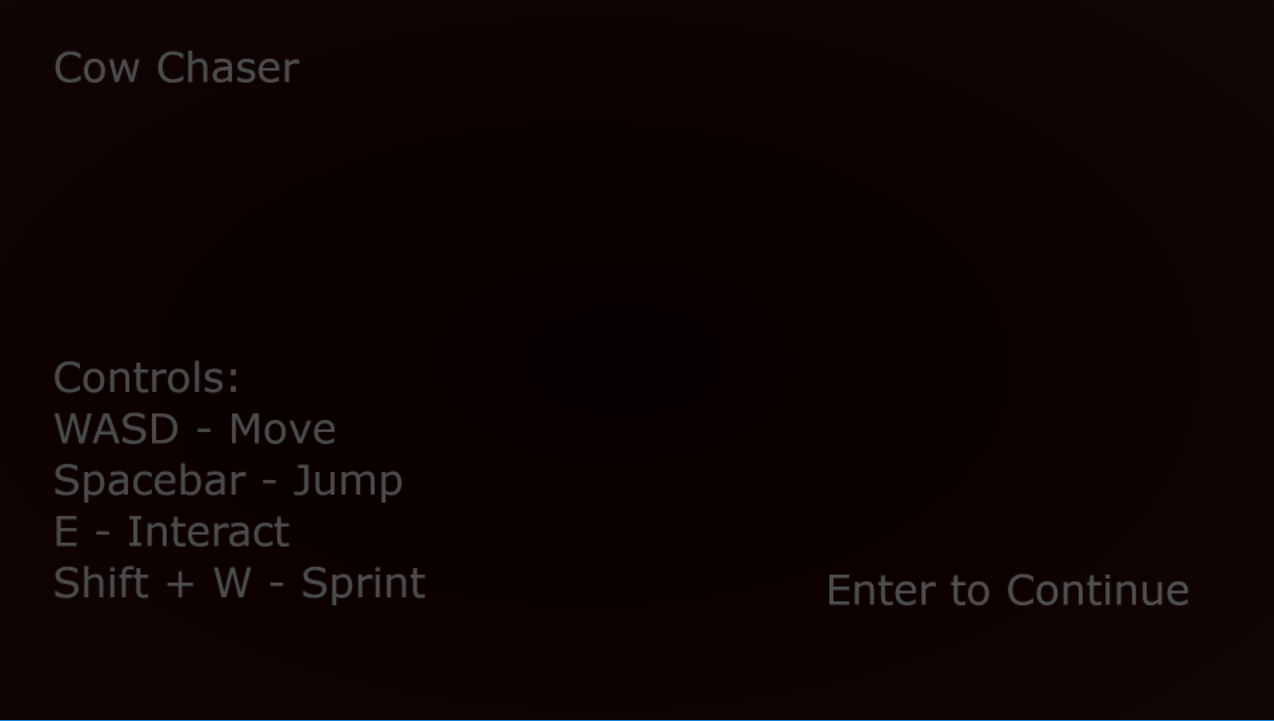 Cow Chaser
Controls:
WASD - Move
Spacebar - Jump
E - Interact
Shift + W - Sprint
Enter to Continue